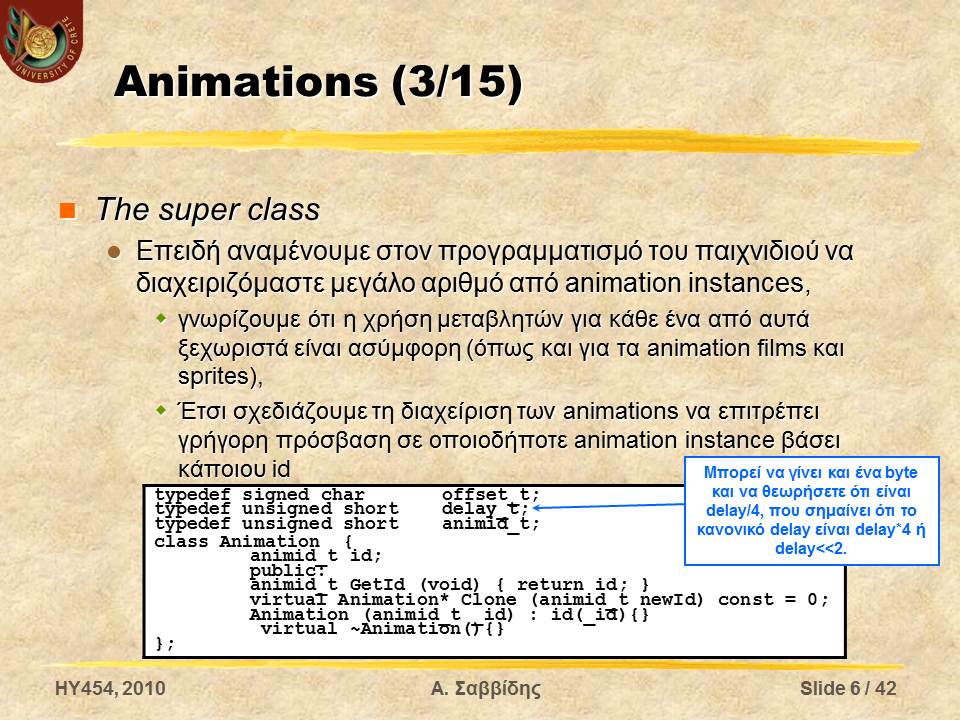 UNIVERSITY OF CRETE
Animations (3/15)
The super class
Επειδή αναμένουμε στον προγραμματισμό του παιχνιδιού να
διαχειριζόμαστε μεγάλο αριθμό από animation instances,
γνωρίζουμε ότι η χρήση μεταβλητών για κάθε ένα από αυτά
ξεχωριστά είναι ασύμφορη (όπως και για τα animation films και
sprites),
Έτσι σχεδιάζουμε τη διαχείριση των animations να επιτρέπει
γρήγορη πρόσβαση σε οποιοδήποτε animation instance βάσει
κάποιου id
Μπορεί να γίνει και ένα byte
και να θεωρήσετε ότι είναι
delay/4, που σημαίνει ότι το
κανονικό delay είναι delay*4 ή
delay<<2.
typedef signed char offset_t;
typedef unsigned short delay_t;
typedef unsigned short animid_t;
class Animation {
animid_t id;
public:
animid_t GetId (void) { return id; }
virtual Animation* Clone (animid_t newId) const = 0;
Animation (animid_t _id) : id(_id){}
virtual ~Animation(){}
};
HY454, 2010
Α. Σαββίδης
Slide 6 / 42